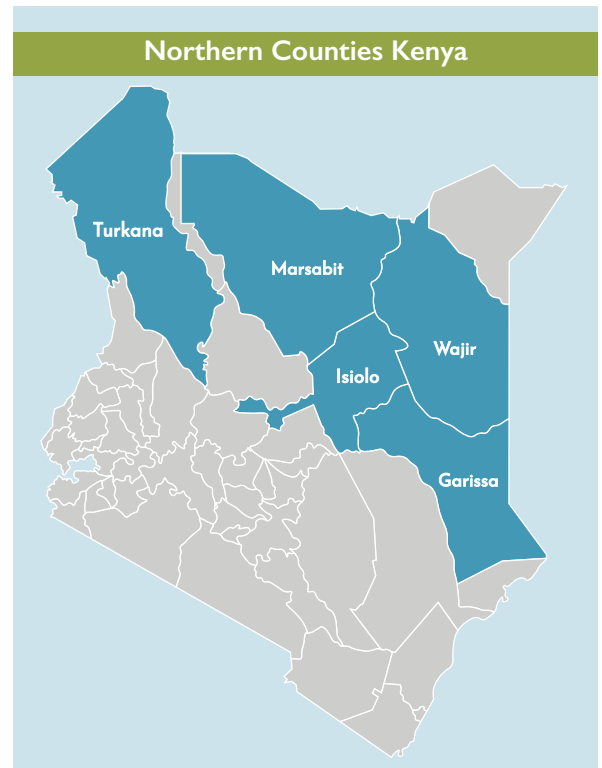 Northern Counties Kenya
Turkana
Marsabit
Wajir
Isiolo
Garissa